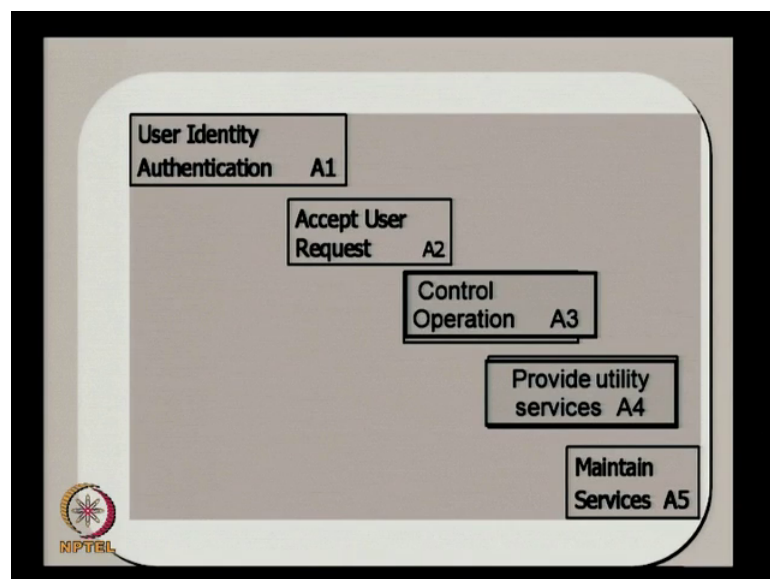 User Identity
Authentication A1
Accept User
Request A2
Control
Operation A3
Provide utility
services A4
Maintain
Services A5
NPTEL